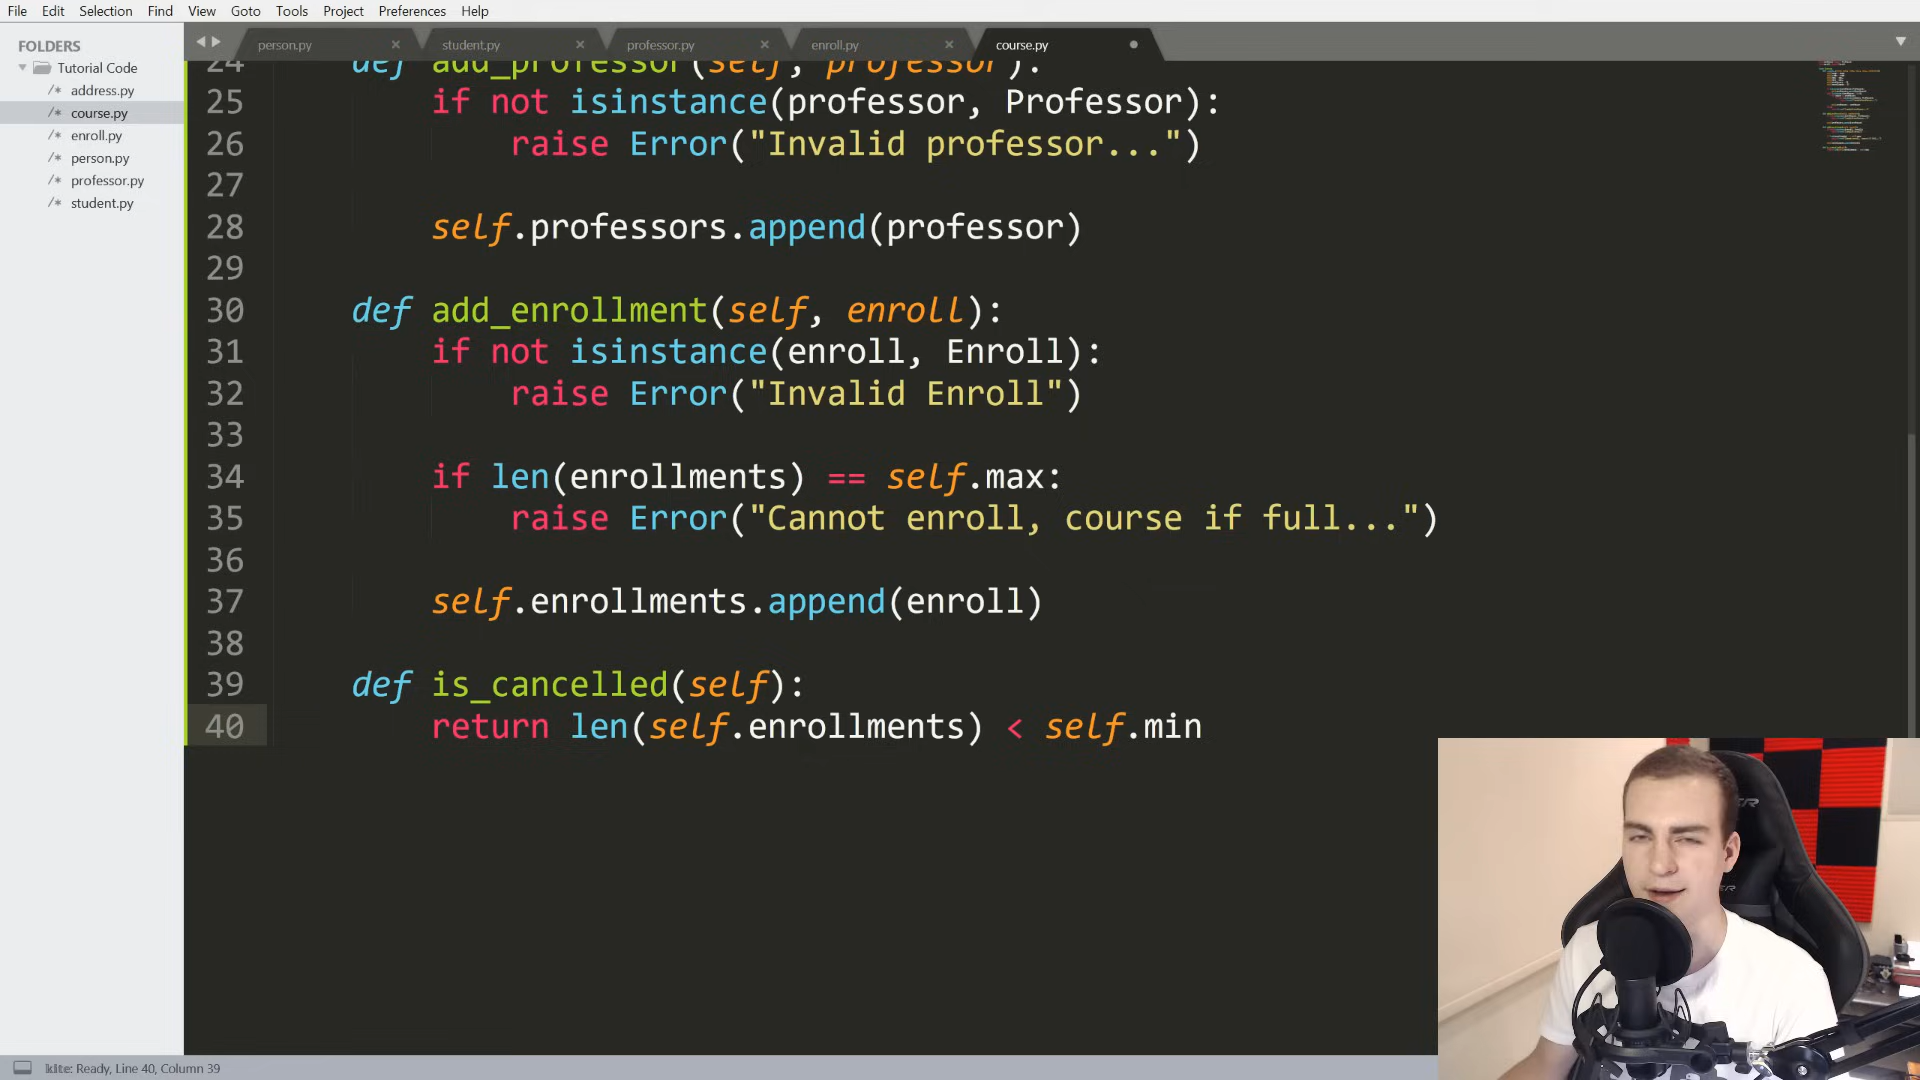 File Edit Selection Find View Goto Tools Project Preferences Help
FOLDERS
Tutorial Code
/* address.py
/* course.py
/* enroll.py
/* person.py
/* professor.py
/* student.py
person.py × student.py × professor.py × enroll.py × course.py
24 def add_professor(self, professor):
25 if not isinstance(professor, Professor):
26 raise Error("Invalid professor...")
27
28 self.professors.append(professor)
29
30 def add_enrollment(self, enroll):
31 if not isinstance(enroll, Enroll):
32 raise Error("Invalid Enroll")
33
34 if len(enrollments) == self.max:
35 raise Error("Cannot enroll, course if full...")
36
37 self.enrollments.append(enroll)
38
39 def is_cancelled(self):
40 return len(self.enrollments) < self.min
kite: Ready, Line 40, Column 39